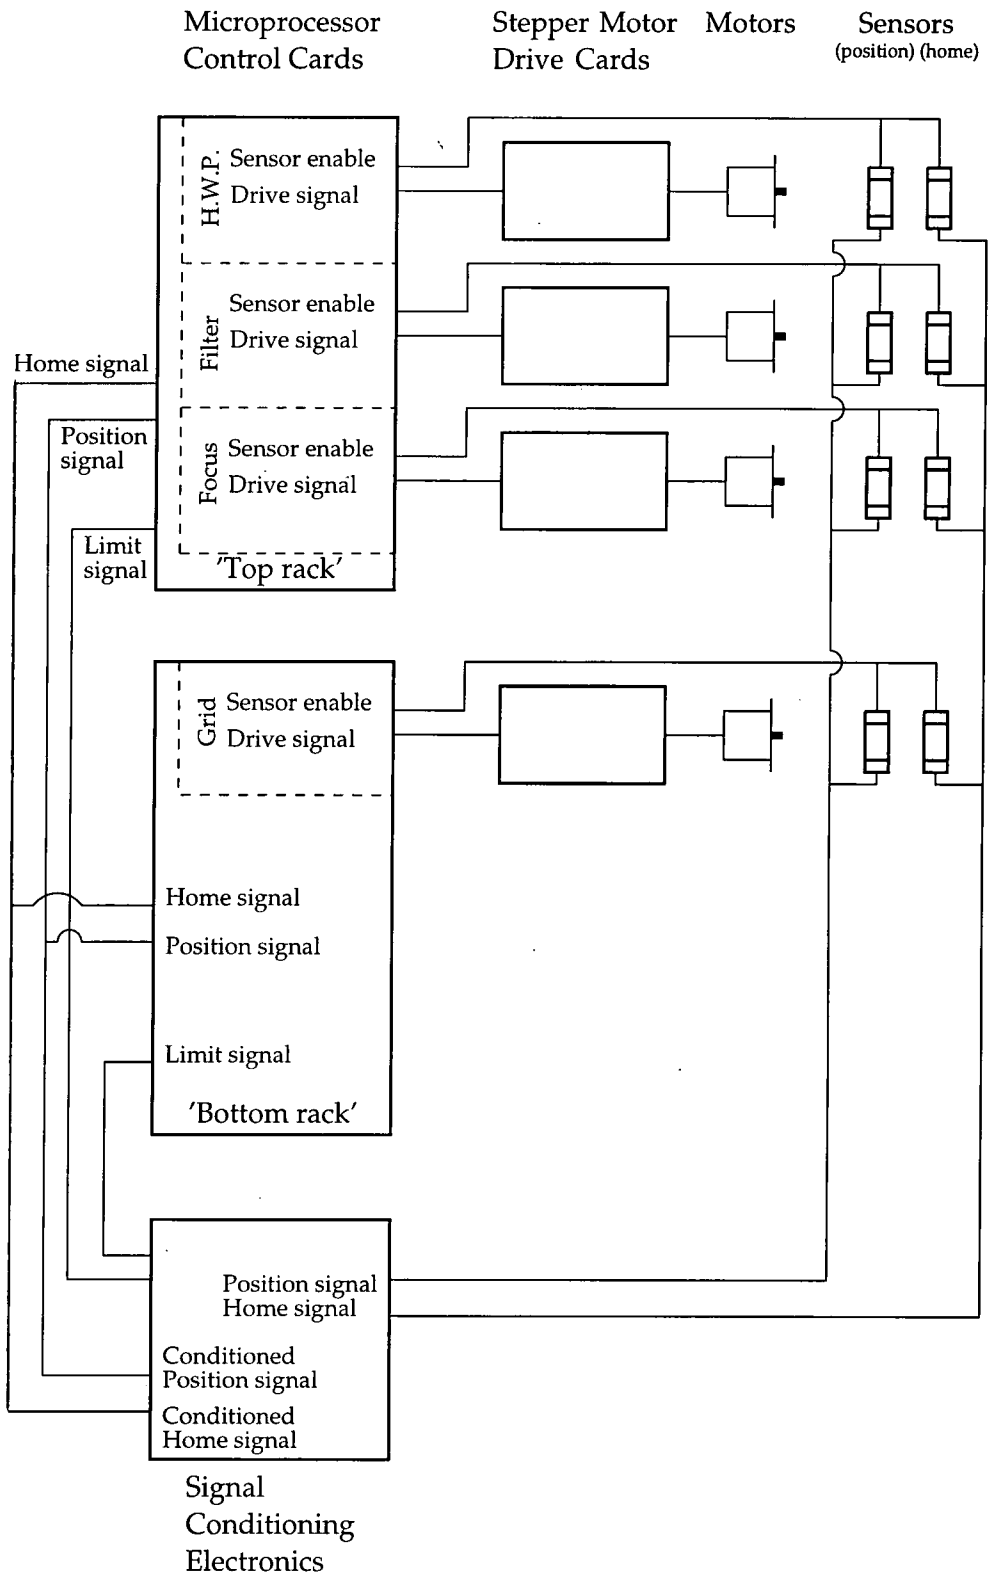 Microprocessor
Control Cards
Stepper Motor
Drive Cards
Motors
Sensors
(position) (home)
H.W.P.
Sensor enable
Drive signal
Filter
Sensor enable
Drive signal
Focus
Sensor enable
Drive signal
'Top rack'
Home signal
Position
signal
Limit
signal
Grid
Sensor enable
Drive signal
Home signal
Position signal
Limit signal
'Bottom rack'
Position signal
Home signal
Conditioned
Position signal
Conditioned
Home signal
Signal
Conditioning
Electronics